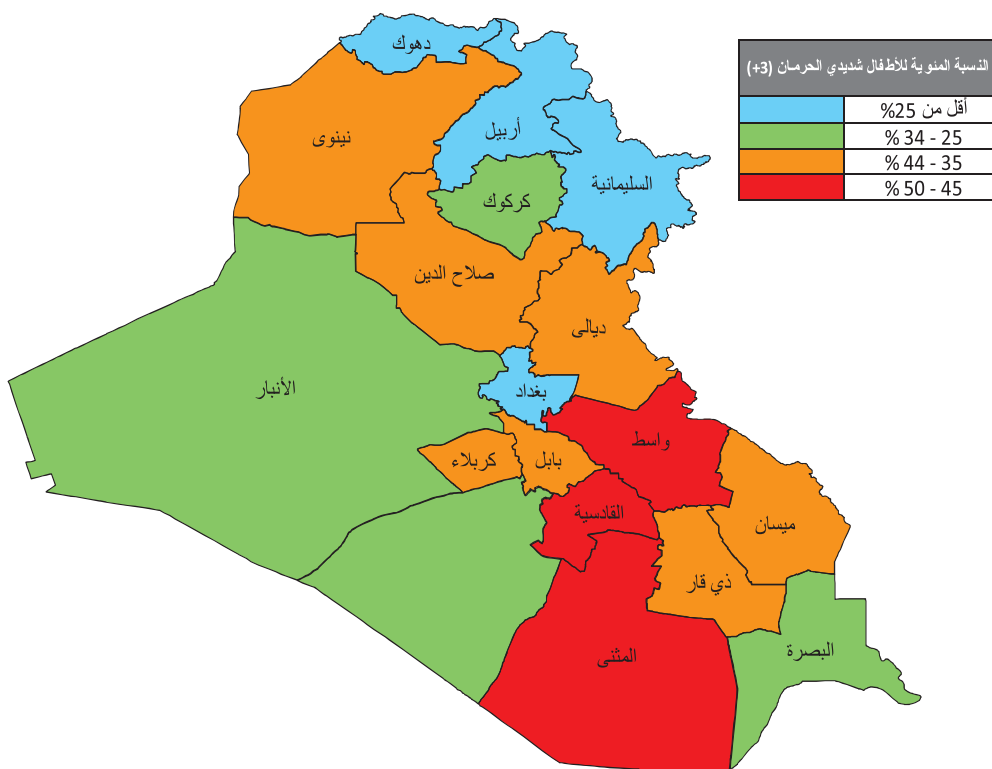 النسبة المئوية للأطفال شديدي الحرمان (3+)
أقل من 25%
25 - 34 %
35 - 44 %
45 - 50 %
دهوك
نينوى
أربيل
السليمانية
كركوك
صلاح الدين
ديالى
الأنبار
بغداد
واسط
كربلاء
بابل
القادسية
ميسان
ذي قار
المثنى
البصرة